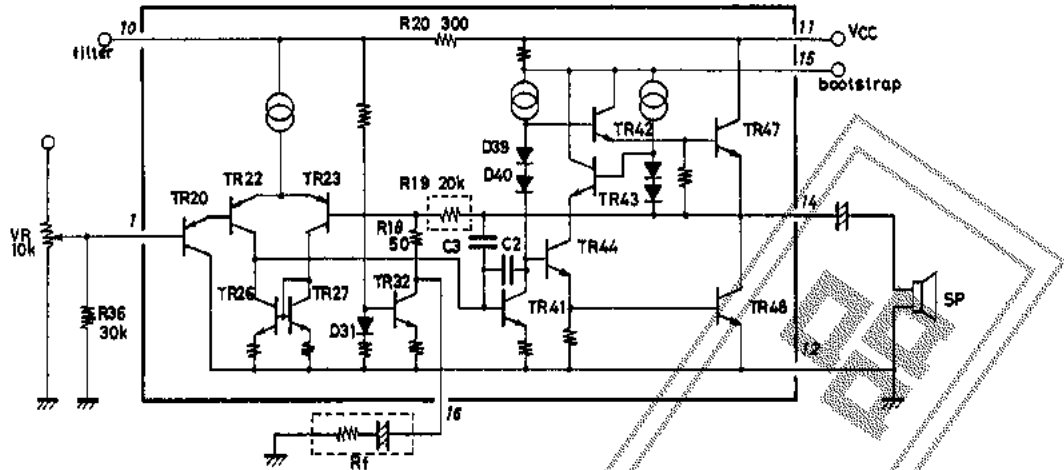 10
R20 300
11
VCC
filter
15
bootstrap
TR42
TR47
D39
D40
TR22
TR23
TR20
R19 20k
TR43
14
1
VR
10k
R18
50
C3
C2
TR44
TR26
TR27
TR32
TR41
TR48
SP
R36
30k
D31
12
16
Rf